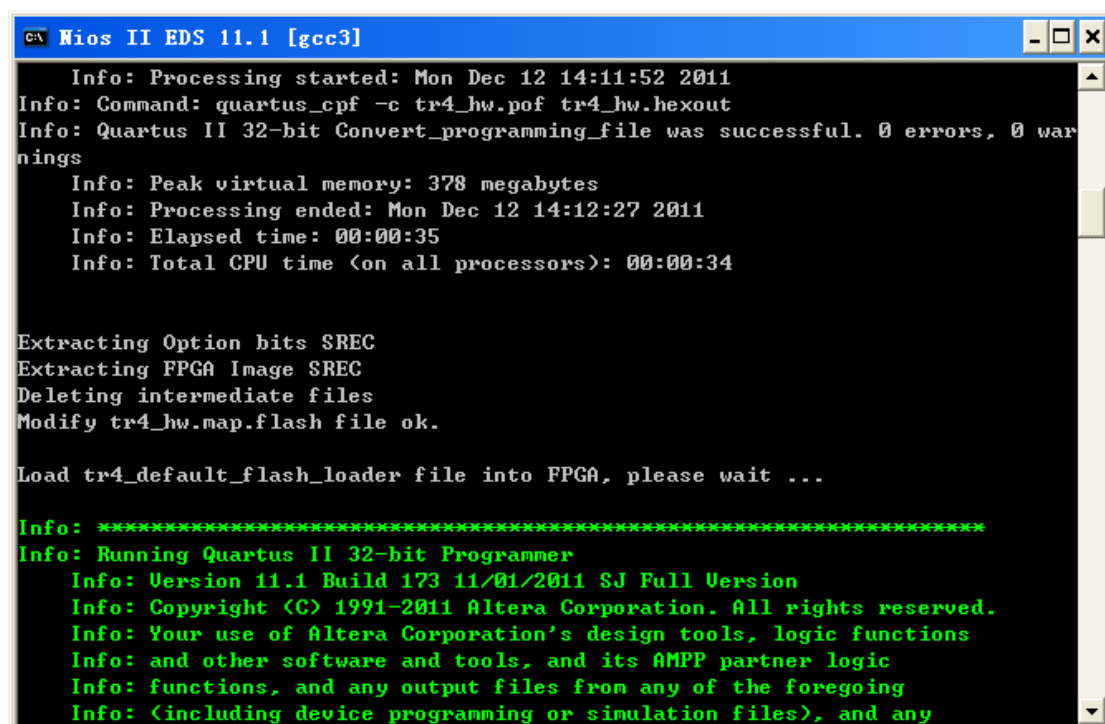 Nios II EDS 11.1 [gcc3]
    Info: Processing started: Mon Dec 12 14:11:52 2011
Info: Command: quartus_cpf -c tr4_hw.pof tr4_hw.hexout
Info: Quartus II 32-bit Convert_programming_file was successful. 0 errors, 0 war
nings
    Info: Peak virtual memory: 378 megabytes
    Info: Processing ended: Mon Dec 12 14:12:27 2011
    Info: Elapsed time: 00:00:35
    Info: Total CPU time (on all processors): 00:00:34
Extracting Option bits SREC
Extracting FPGA Image SREC
Deleting intermediate files
Modify tr4_hw.map.flash file ok.
Load tr4_default_flash_loader file into FPGA, please wait ...
Info: *******************************************************************
Info: Running Quartus II 32-bit Programmer
    Info: Version 11.1 Build 173 11/01/2011 SJ Full Version
    Info: Copyright (C) 1991-2011 Altera Corporation. All rights reserved.
    Info: Your use of Altera Corporation's design tools, logic functions
    Info: and other software and tools, and its AMPP partner logic
    Info: functions, and any output files from any of the foregoing
    Info: (including device programming or simulation files), and any